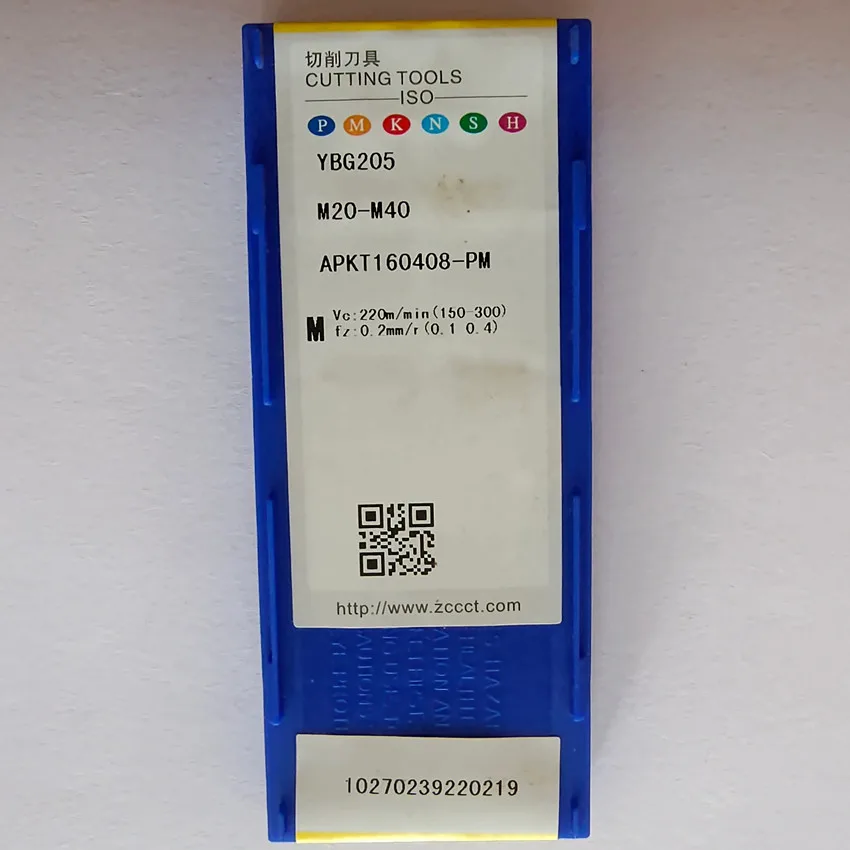 切削刀具
CUTTING TOOLS
ISO
P M K N S H
YBG205
M20-M40
APKT160408-PM
M
Vc:220m/min(150-300)
fz:0.2mm/r(0.1 0.4)
http://www.zccct.com
10270239220219